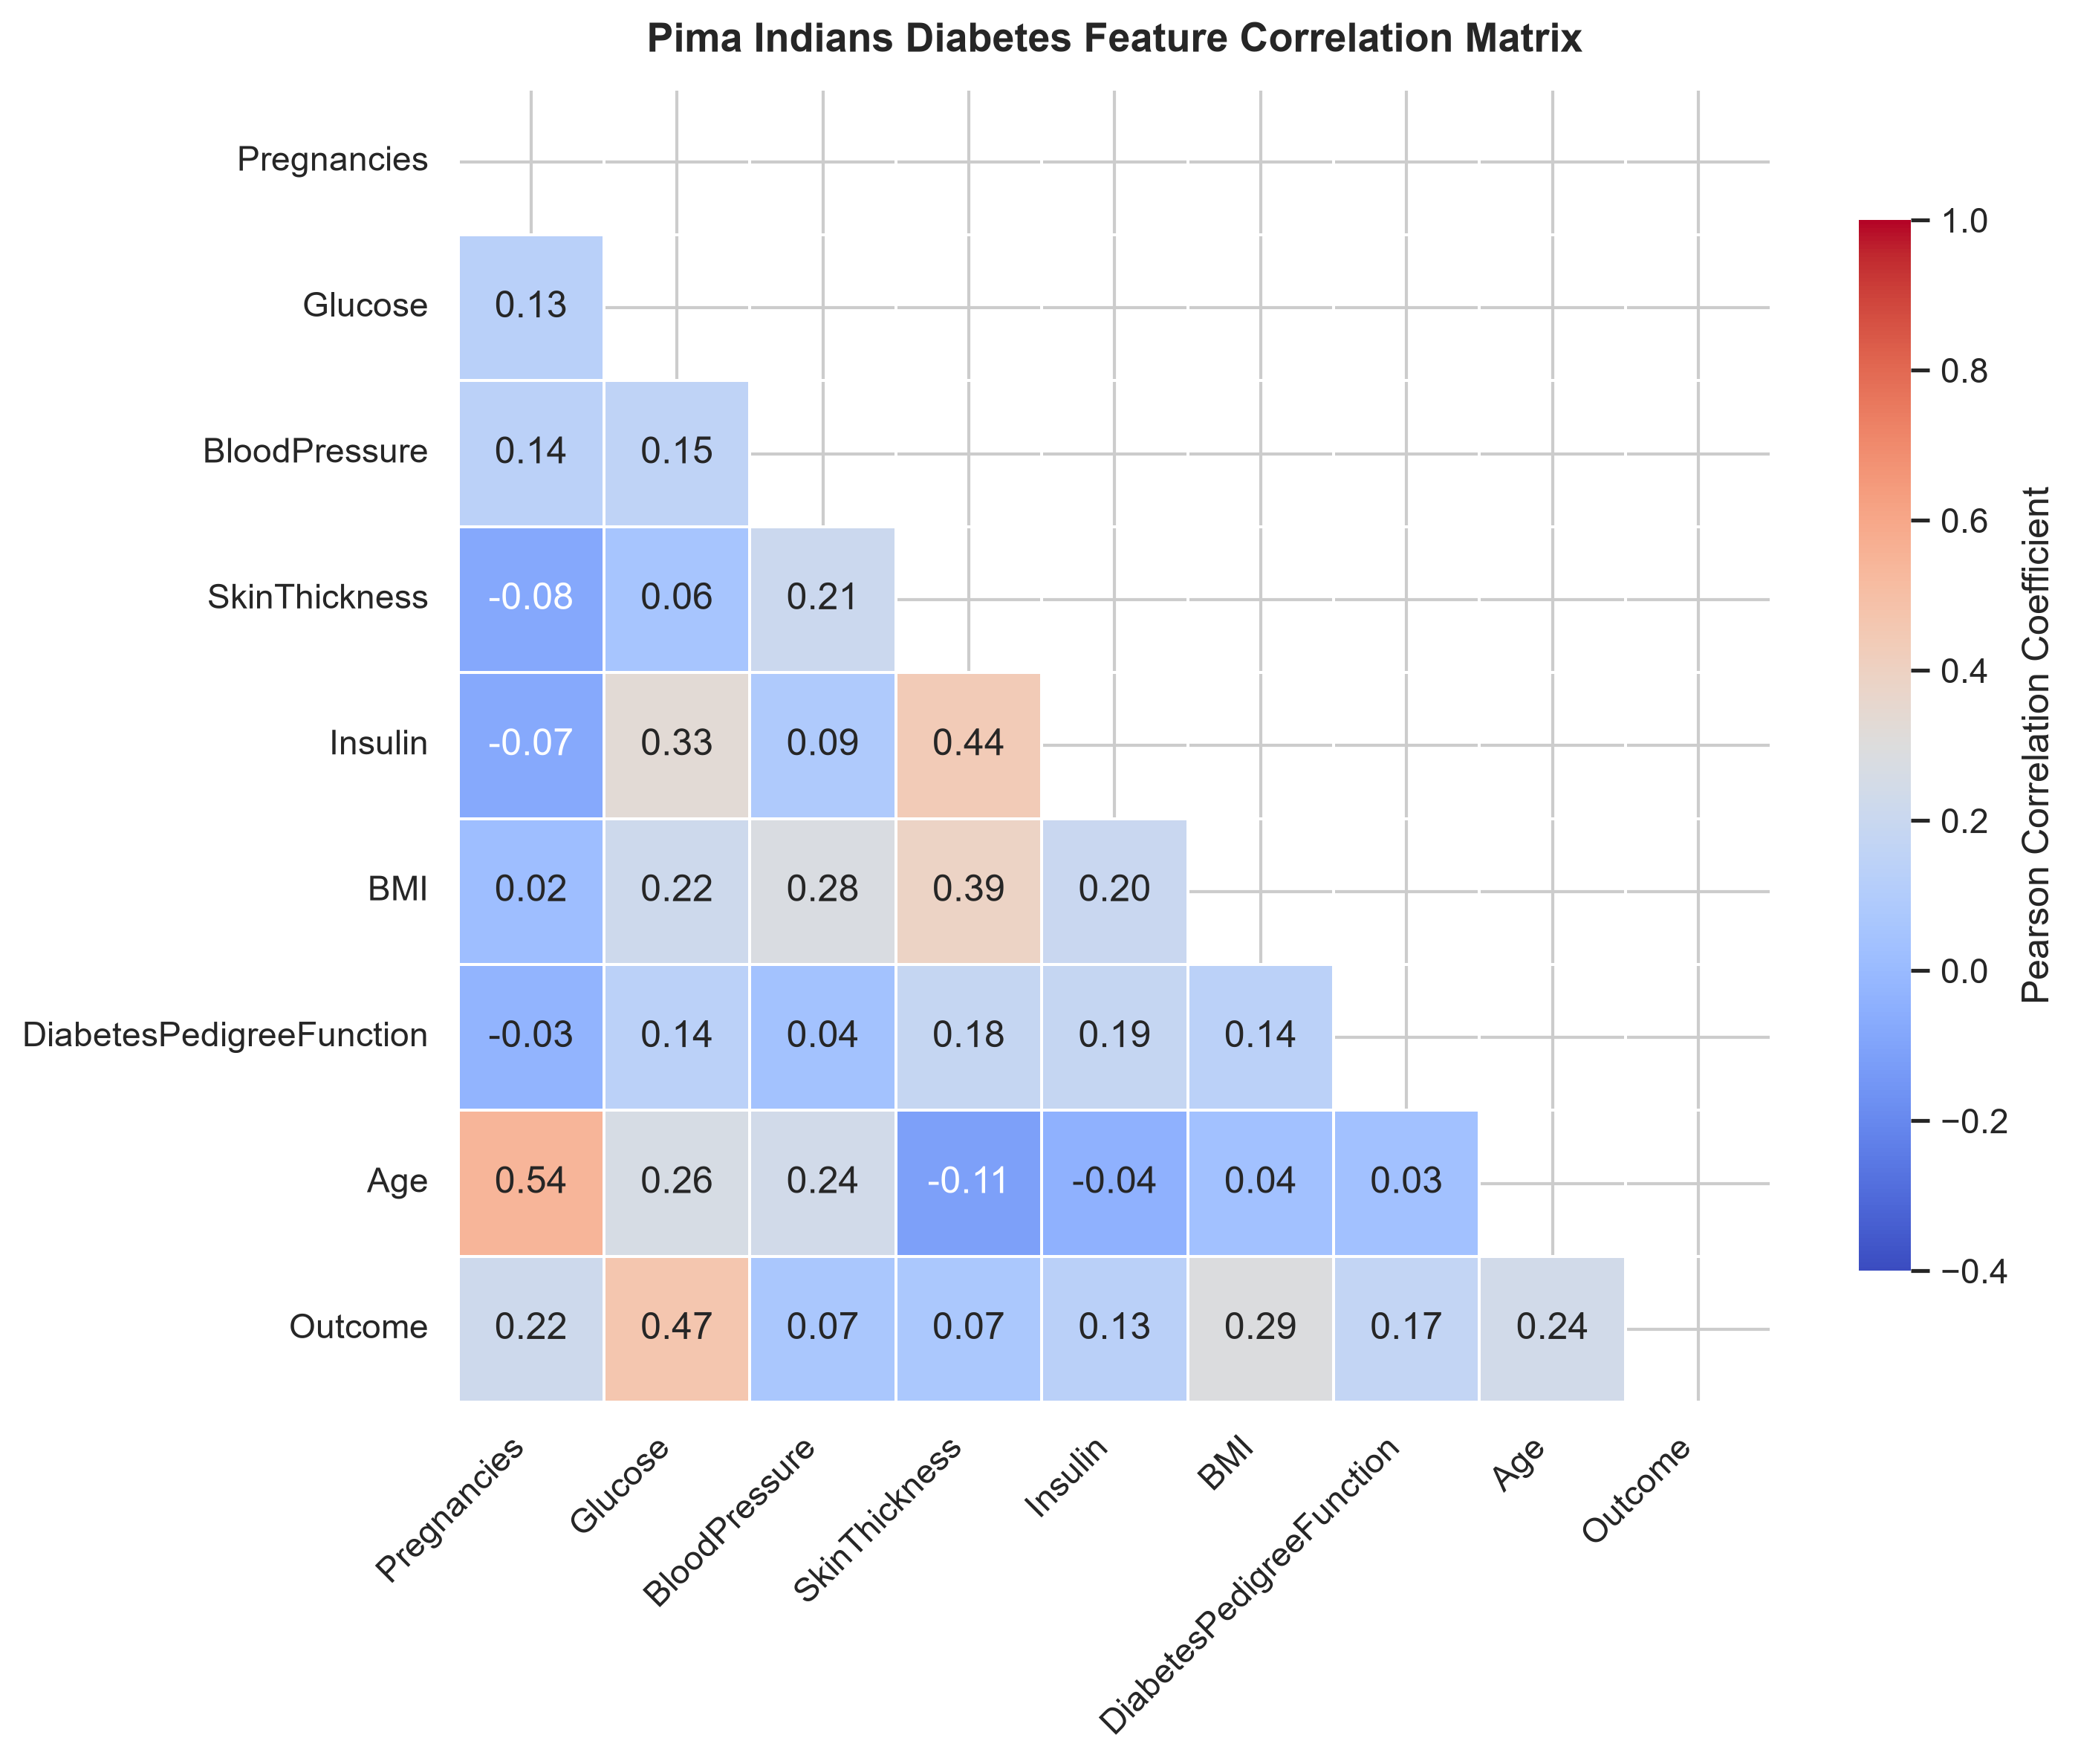 Pima Indians Diabetes Feature Correlation Matrix
Pregnancies
Glucose 0.13
BloodPressure 0.14 0.15
SkinThickness -0.08 0.06 0.21
Insulin -0.07 0.33 0.09 0.44
BMI 0.02 0.22 0.28 0.39 0.20
DiabetesPedigreeFunction -0.03 0.14 0.04 0.18 0.19 0.14
Age 0.54 0.26 0.24 -0.11 -0.04 0.04 0.03
Outcome 0.22 0.47 0.07 0.07 0.13 0.29 0.17 0.24
Pregnancies
Glucose
BloodPressure
SkinThickness
Insulin
BMI
DiabetesPedigreeFunction
Age
Outcome
1.0
0.8
0.6
0.4
0.2
0.0
−0.2
−0.4
Pearson Correlation Coefficient